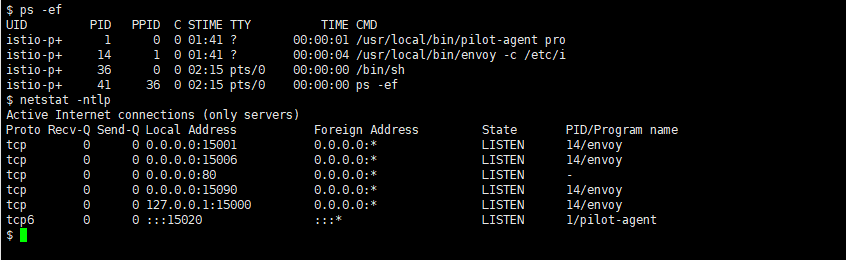 $ ps -ef
UID        PID  PPID  C STIME TTY          TIME CMD
istio-p+     1     0  0 01:41 ?        00:00:01 /usr/local/bin/pilot-agent pro
istio-p+    14     1  0 01:41 ?        00:00:04 /usr/local/bin/envoy -c /etc/i
istio-p+    36     0  0 02:15 pts/0    00:00:00 /bin/sh
istio-p+    41    36  0 02:15 pts/0    00:00:00 ps -ef
$ netstat -ntlp
Active Internet connections (only servers)
Proto Recv-Q Send-Q Local Address           Foreign Address         State       PID/Program name
tcp        0      0 0.0.0.0:15001           0.0.0.0:*               LISTEN      14/envoy
tcp        0      0 0.0.0.0:15006           0.0.0.0:*               LISTEN      14/envoy
tcp        0      0 0.0.0.0:80              0.0.0.0:*               LISTEN      -
tcp        0      0 0.0.0.0:15090           0.0.0.0:*               LISTEN      14/envoy
tcp        0      0 127.0.0.1:15000         0.0.0.0:*               LISTEN      14/envoy
tcp6       0      0 :::15020                :::*                    LISTEN      1/pilot-agent
$